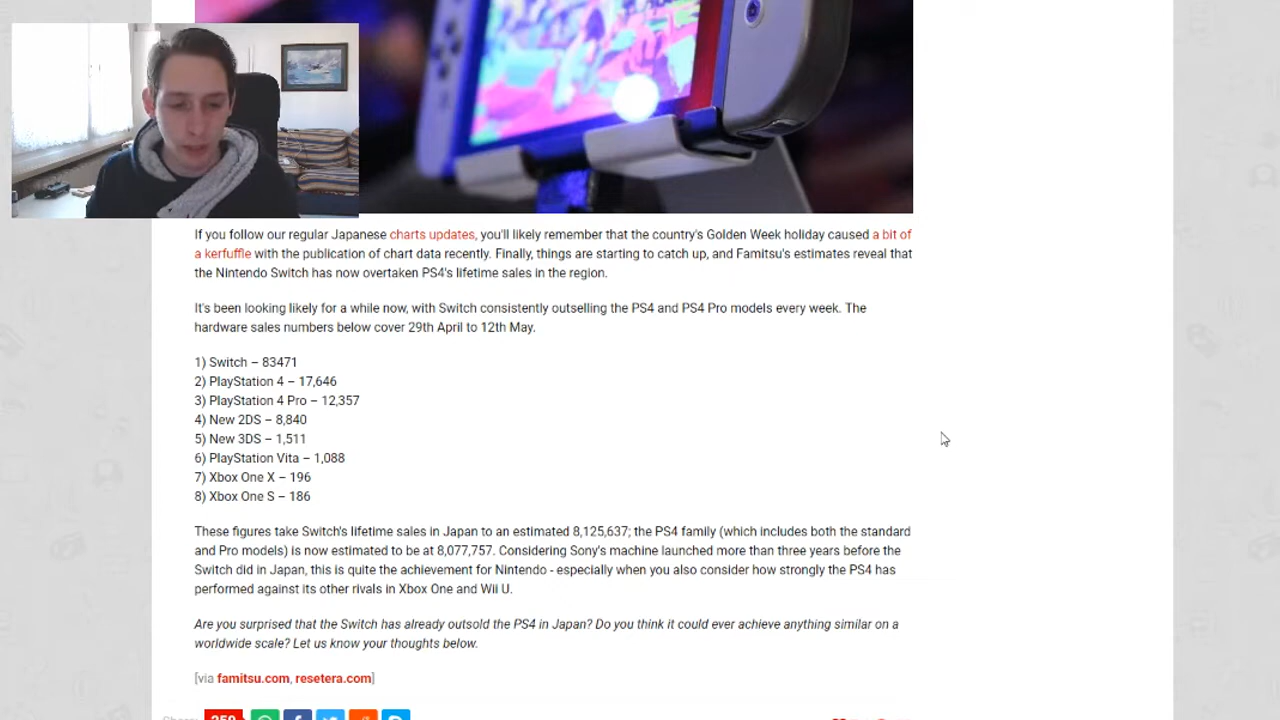 If you follow our regular Japanese charts updates, you'll likely remember that the country's Golden Week holiday caused a bit of
a kerfuffle with the publication of chart data recently. Finally, things are starting to catch up, and Famitsu's estimates reveal that
the Nintendo Switch has now overtaken PS4's lifetime sales in the region.
It's been looking likely for a while now, with Switch consistently outselling the PS4 and PS4 Pro models every week. The
hardware sales numbers below cover 29th April to 12th May.
1) Switch – 83471
2) PlayStation 4 – 17,646
3) PlayStation 4 Pro – 12,357
4) New 2DS – 8,840
5) New 3DS – 1,511
6) PlayStation Vita – 1,088
7) Xbox One X – 196
8) Xbox One S – 186
These figures take Switch's lifetime sales in Japan to an estimated 8,125,637; the PS4 family (which includes both the standard
and Pro models) is now estimated to be at 8,077,757. Considering Sony's machine launched more than three years before the
Switch did in Japan, this is quite the achievement for Nintendo - especially when you also consider how strongly the PS4 has
performed against its other rivals in Xbox One and Wii U.
Are you surprised that the Switch has already outsold the PS4 in Japan? Do you think it could ever achieve anything similar on a
worldwide scale? Let us know your thoughts below.
[via famitsu.com, resetera.com]